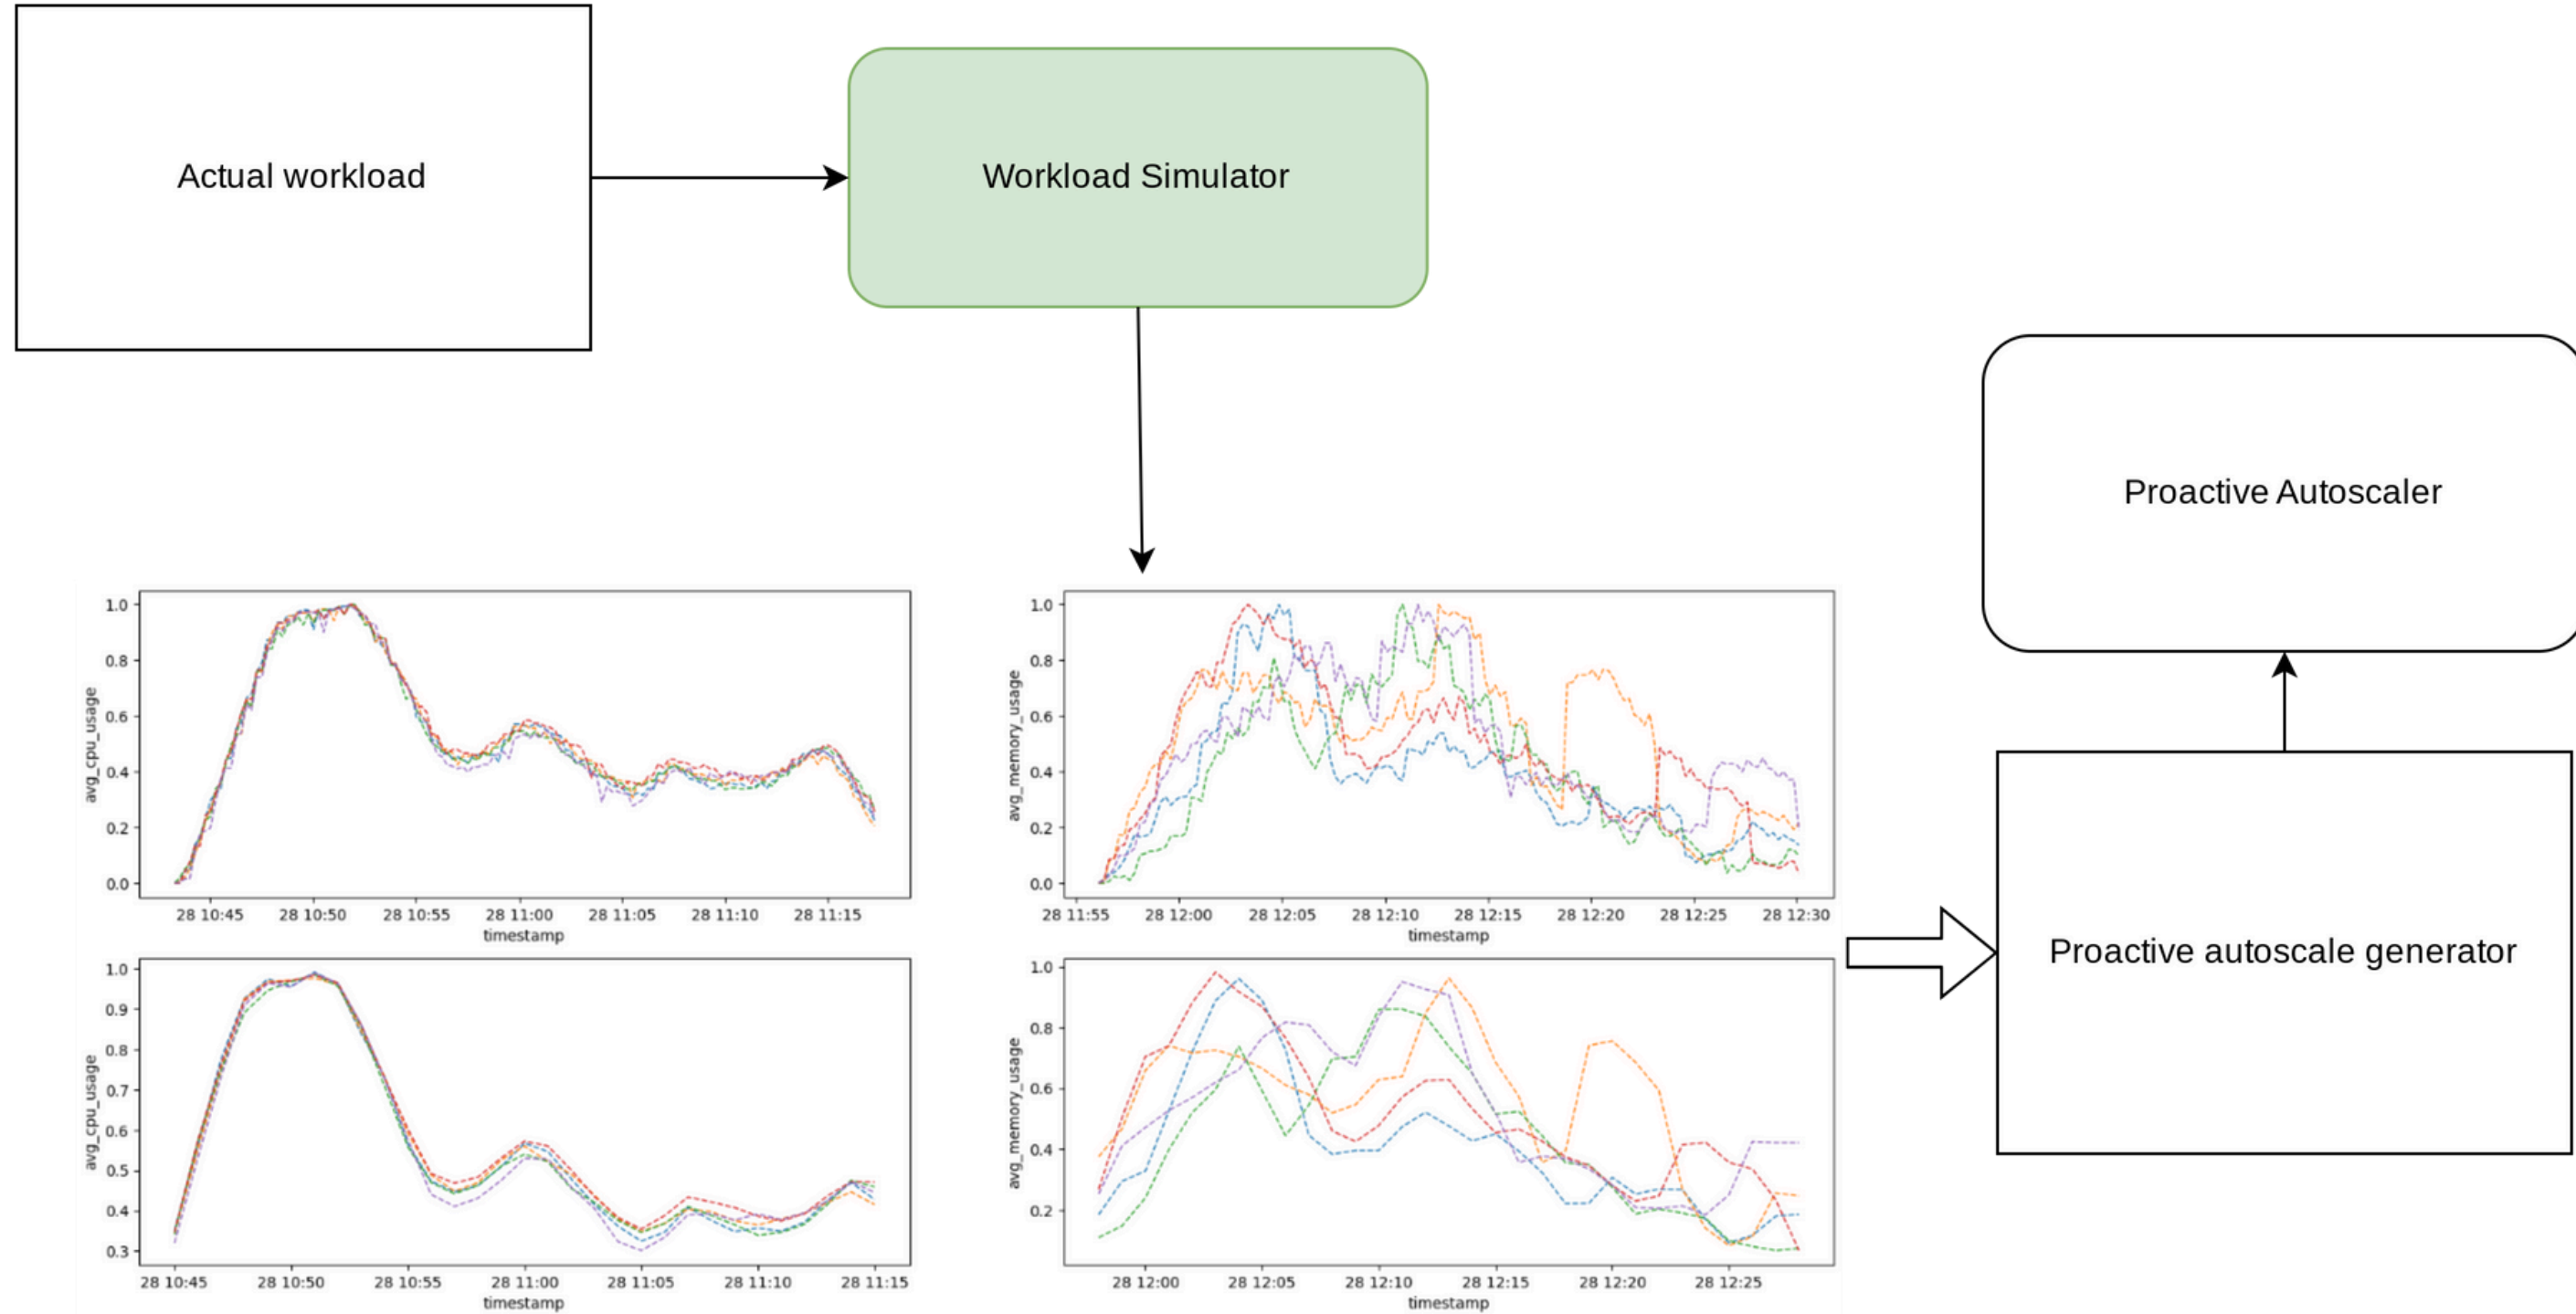 Actual workload
Workload Simulator
Proactive Autoscaler
Proactive autoscale generator
avg_cpu_usage
1.0
0.8
0.6
0.4
0.2
0.0
28 10:45 28 10:50 28 10:55 28 11:00 28 11:05 28 11:10 28 11:15
timestamp
avg_memory_usage
1.0
0.8
0.6
0.4
0.2
0.0
28 11:55 28 12:00 28 12:05 28 12:10 28 12:15 28 12:20 28 12:25 28 12:30
timestamp
avg_cpu_usage
1.0
0.9
0.8
0.7
0.6
0.5
0.4
0.3
28 10:45 28 10:50 28 10:55 28 11:00 28 11:05 28 11:10 28 11:15
timestamp
avg_memory_usage
1.0
0.8
0.6
0.4
0.2
28 12:00 28 12:05 28 12:10 28 12:15 28 12:20 28 12:25
timestamp